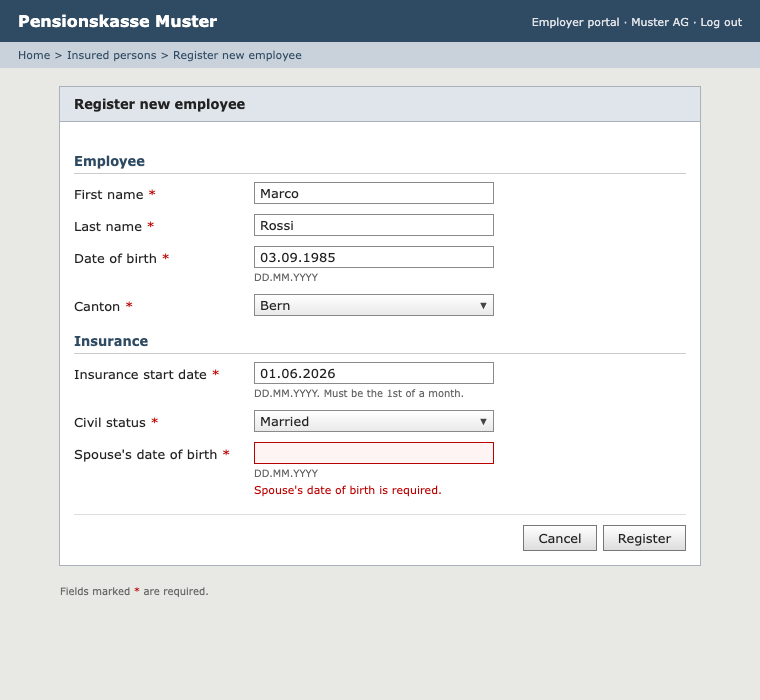 Pensionskasse Muster
Employer portal · Muster AG · Log out
Home > Insured persons > Register new employee
Register new employee
Employee
First name * Marco
Last name * Rossi
Date of birth * 03.09.1985
DD.MM.YYYY
Canton * Bern ▼
Insurance
Insurance start date * 01.06.2026
DD.MM.YYYY. Must be the 1st of a month.
Civil status * Married ▼
Spouse's date of birth *
DD.MM.YYYY
Spouse's date of birth is required.
Cancel Register
Fields marked * are required.